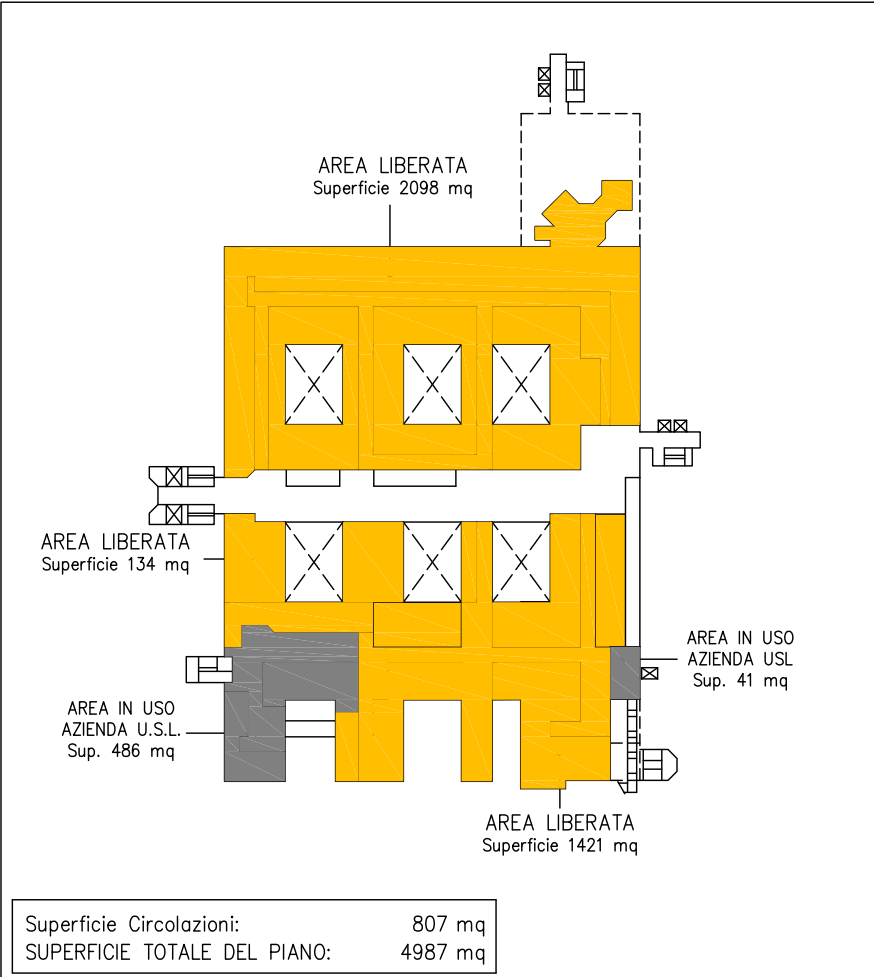 AREA LIBERATA
Superficie 2098 mq
AREA LIBERATA
Superficie 134 mq
AREA IN USO
AZIENDA USL
Sup. 41 mq
AREA IN USO
AZIENDA U.S.L.
Sup. 486 mq
AREA LIBERATA
Superficie 1421 mq
Superficie Circolazioni: 807 mq
SUPERFICIE TOTALE DEL PIANO: 4987 mq